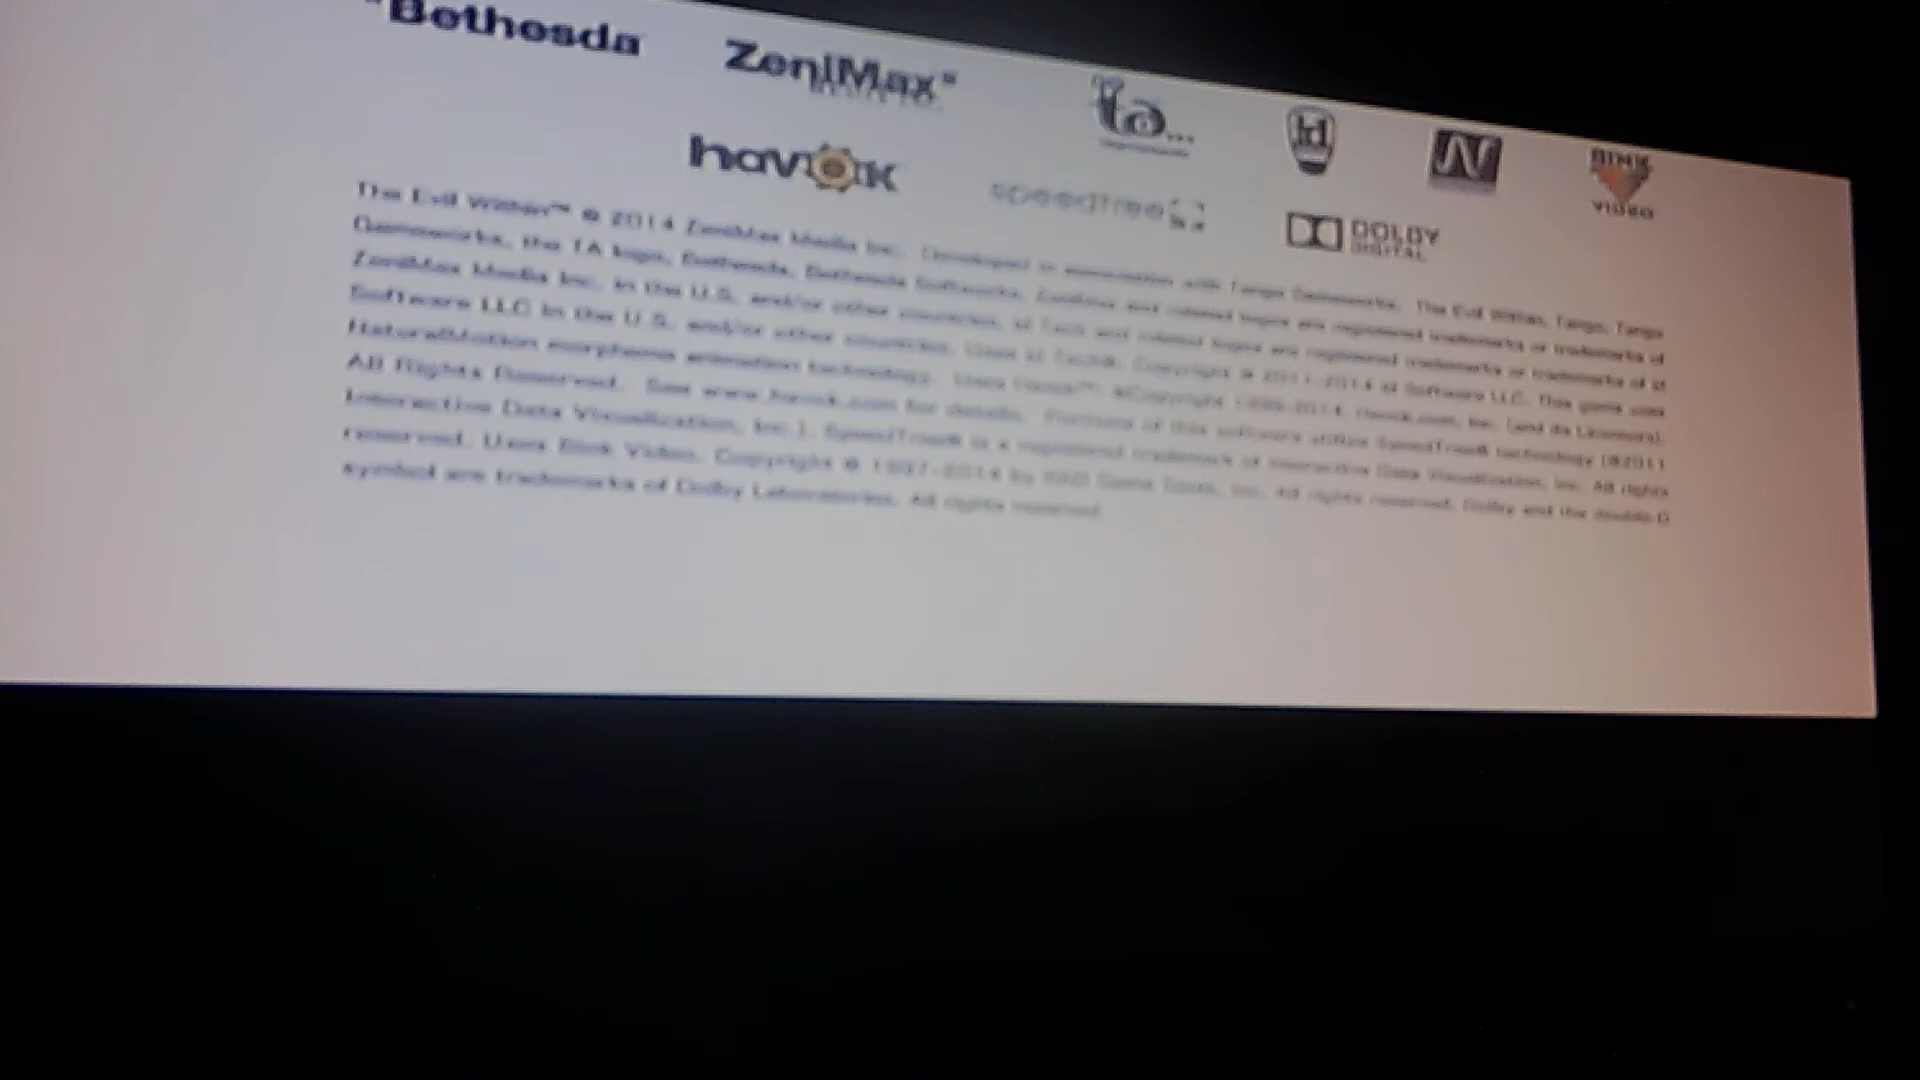 Bethesda
ZeniMax®
ta...
id
N
BINK
VIDEO
havok
speedtree
DOLBY
DIGITAL
The Evil Within™ © 2014 ZeniMax Media Inc. Developed in association with Tango Gameworks. The Evil Within, Tango, Tango
Gameworks, the TA logo, Bethesda, Bethesda Softworks, ZeniMax and related logos are registered trademarks or trademarks of
ZeniMax Media Inc. in the U.S. and/or other countries. id Tech and related logos are registered trademarks or trademarks of id
Software LLC in the U.S. and/or other countries. Uses id Tech®. Copyright © 2011-2014 id Software LLC. This game uses
NaturalMotion morpheme animation technology. Uses Havok™. ©Copyright 1999-2014. Havok.com, Inc. (and its Licensors).
All Rights Reserved. See www.havok.com for details. Portions of this software utilize SpeedTree® technology (©2011
Interactive Data Visualization, Inc.). SpeedTree® is a registered trademark of Interactive Data Visualization, Inc. All rights
reserved. Uses Bink Video. Copyright © 1997-2014 by RAD Game Tools, Inc. All rights reserved. Dolby and the double-D
symbol are trademarks of Dolby Laboratories. All rights reserved.